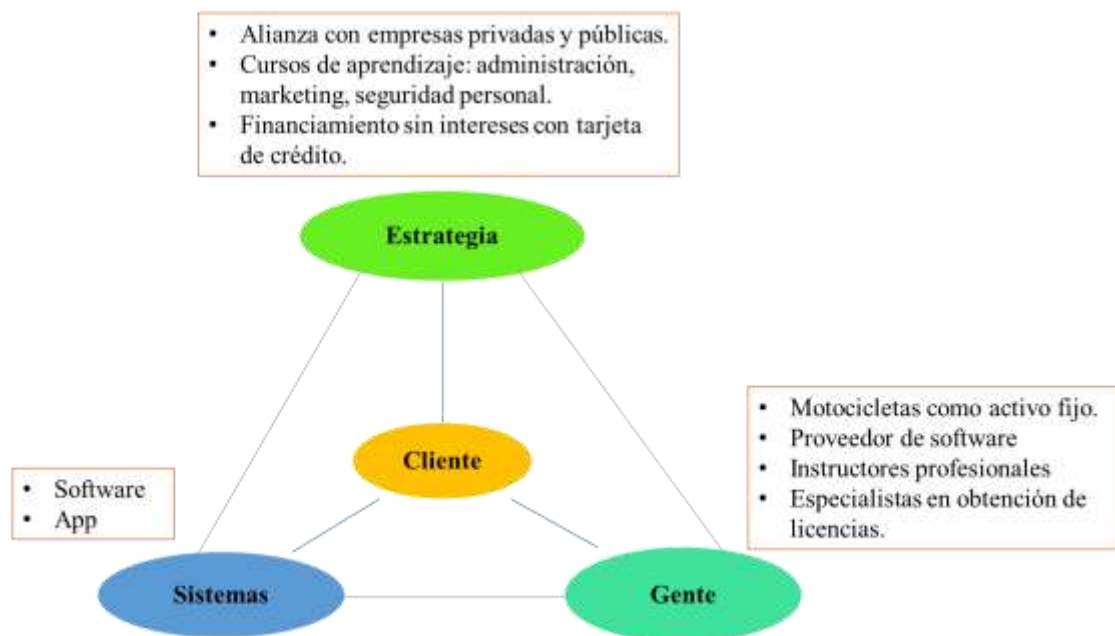 • Alianza con empresas privadas y públicas.
• Cursos de aprendizaje: administración,
marketing, seguridad personal.
• Financiamiento sin intereses con tarjeta
de crédito.
Estrategia
• Motocicletas como activo fijo.
• Proveedor de software
• Instructores profesionales
• Especialistas en obtención de
licencias.
Cliente
• Software
• App
Sistemas
Gente